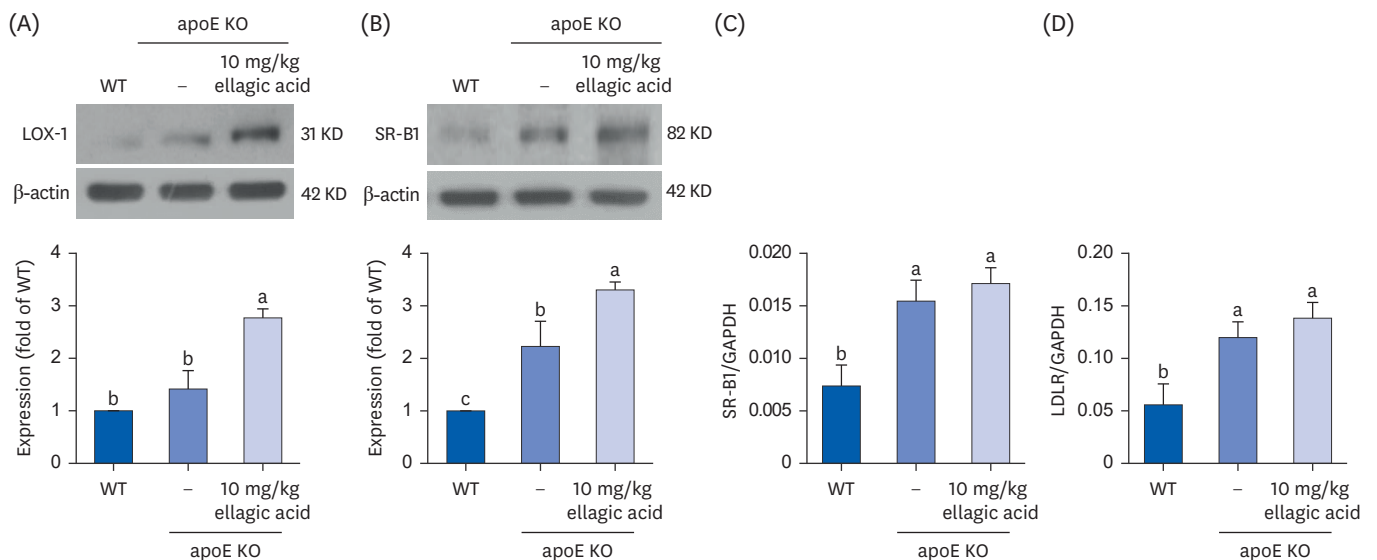 (A)
apoE KO
WT
–
10 mg/kg
ellagic acid
LOX-1
31 KD
β-actin
42 KD
Expression (fold of WT)
4
3
2
1
0
b
b
a
WT
–
10 mg/kg
ellagic acid
apoE KO
(B)
apoE KO
WT
–
10 mg/kg
ellagic acid
SR-B1
82 KD
β-actin
42 KD
Expression (fold of WT)
4
3
2
1
0
c
b
a
WT
–
10 mg/kg
ellagic acid
apoE KO
(C)
SR-B1/GAPDH
0.020
0.015
0.010
0.005
0
b
a
a
WT
–
10 mg/kg
ellagic acid
apoE KO
(D)
LDLR/GAPDH
0.20
0.15
0.10
0.05
0
b
a
a
WT
–
10 mg/kg
ellagic acid
apoE KO